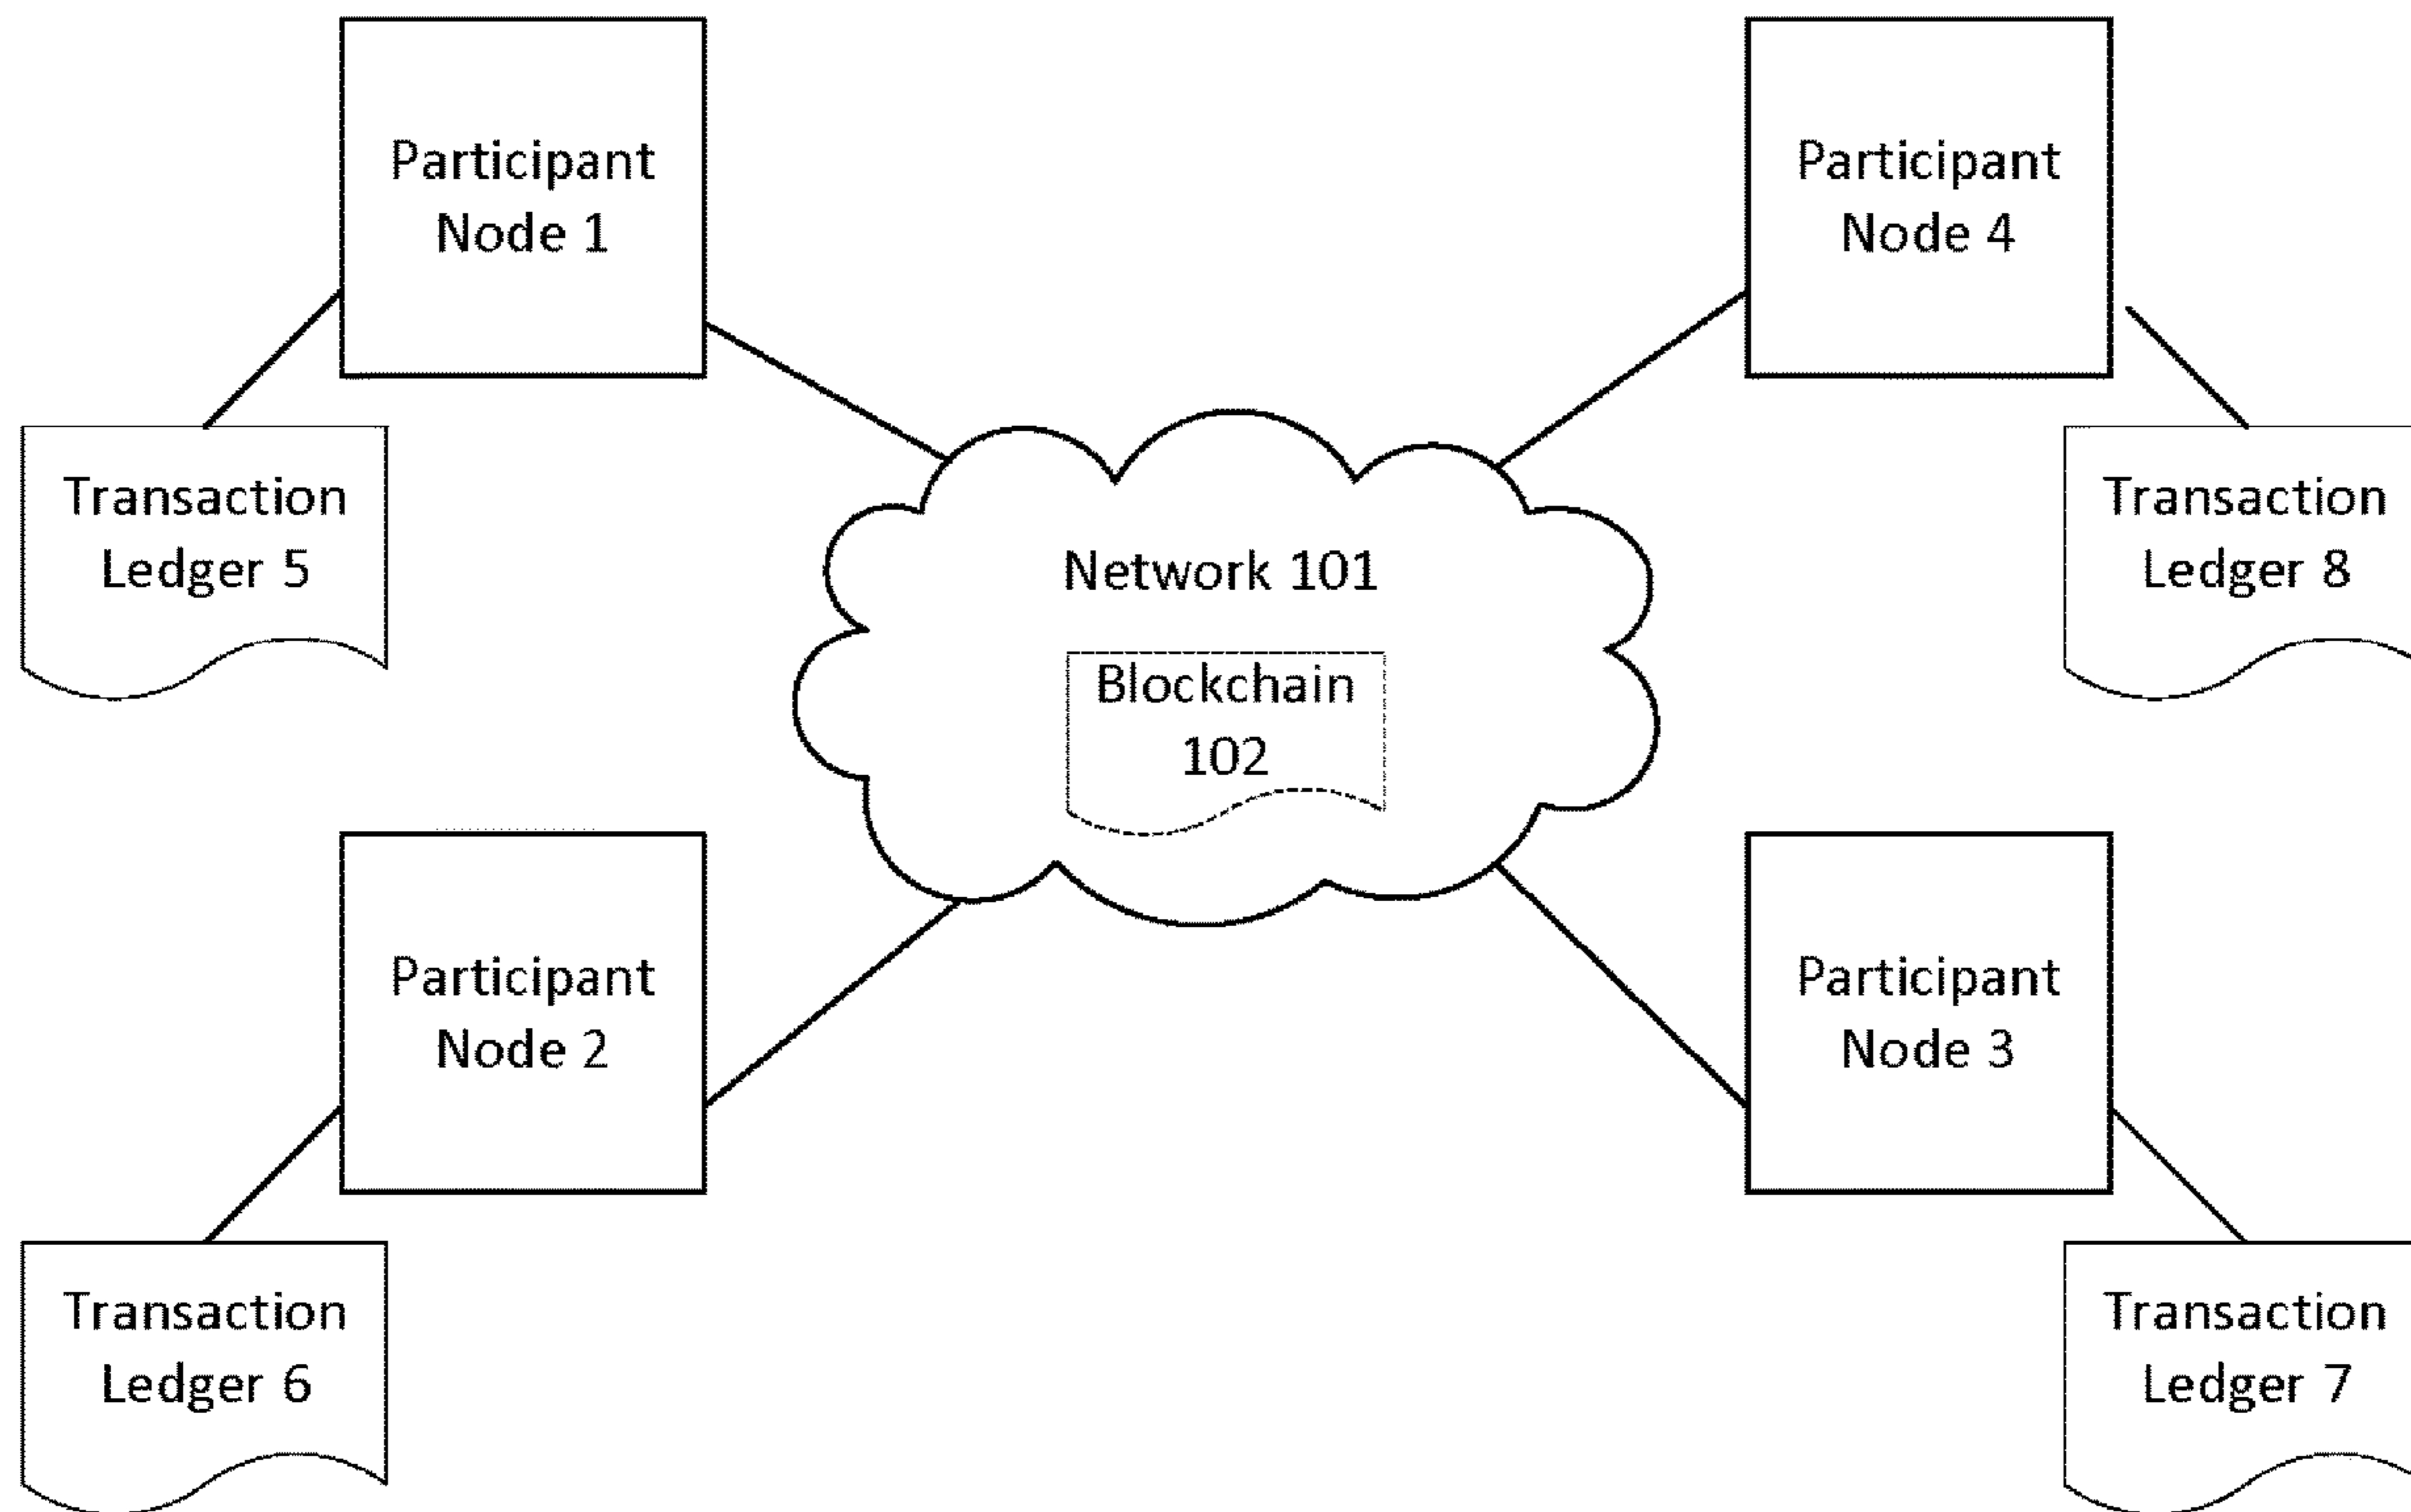 Participant
Node 1
Participant
Node 4
Transaction
Ledger 5
Network 101
Blockchain
102
Transaction
Ledger 8
Participant
Node 2
Participant
Node 3
Transaction
Ledger 6
Transaction
Ledger 7